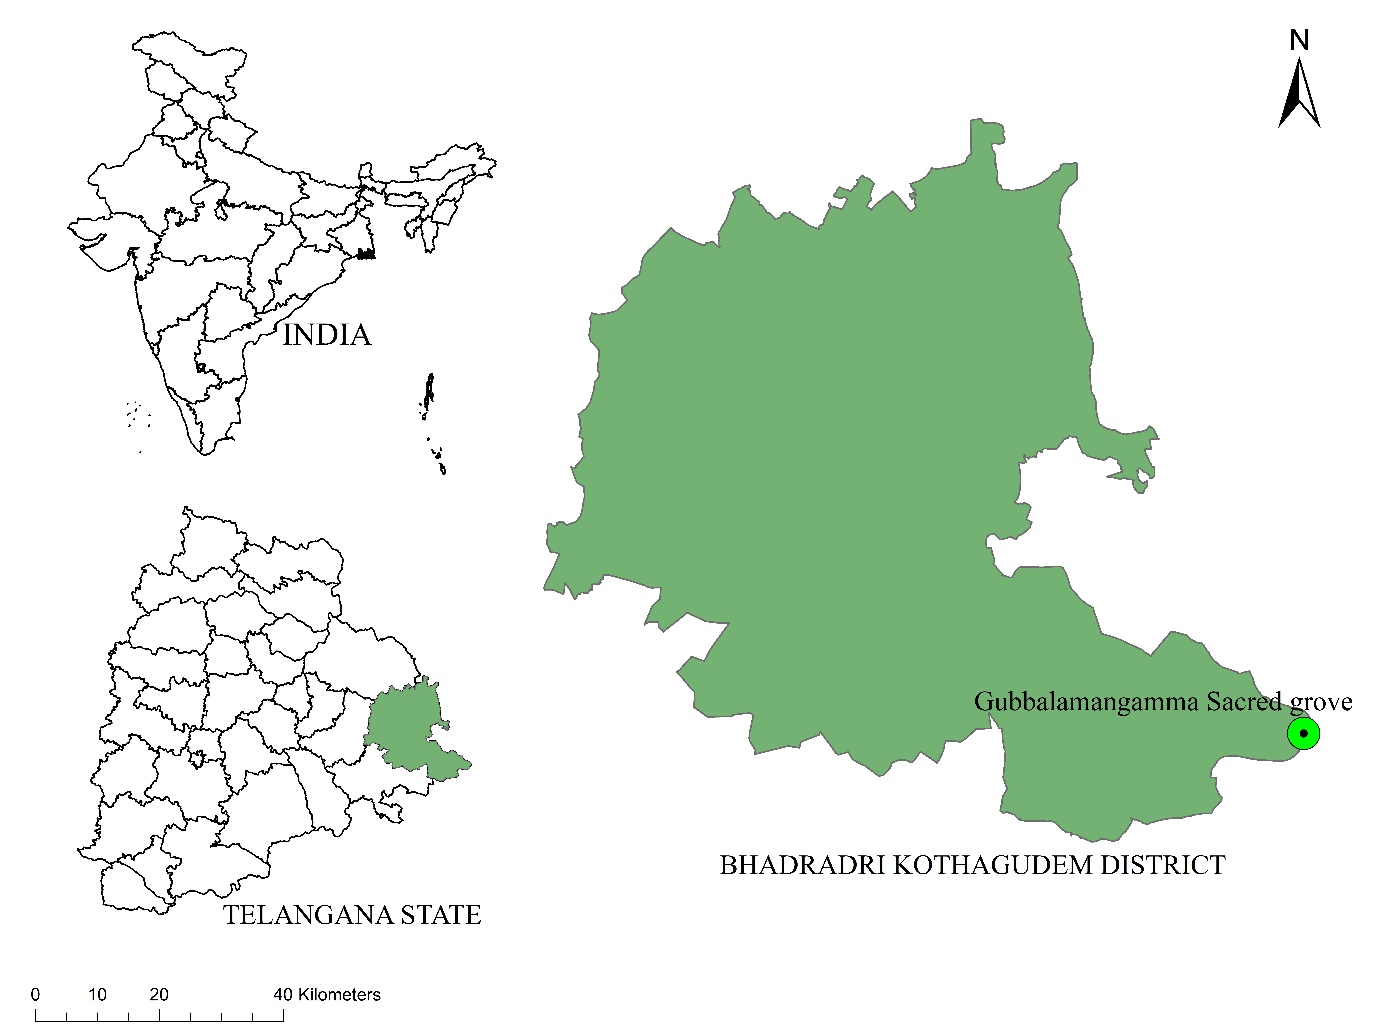 N
INDIA
Gubbalamangamma Sacred grove
BHADRADRI KOTHAGUDEM DISTRICT
TELANGANA STATE
0 10 20 40 Kilometers